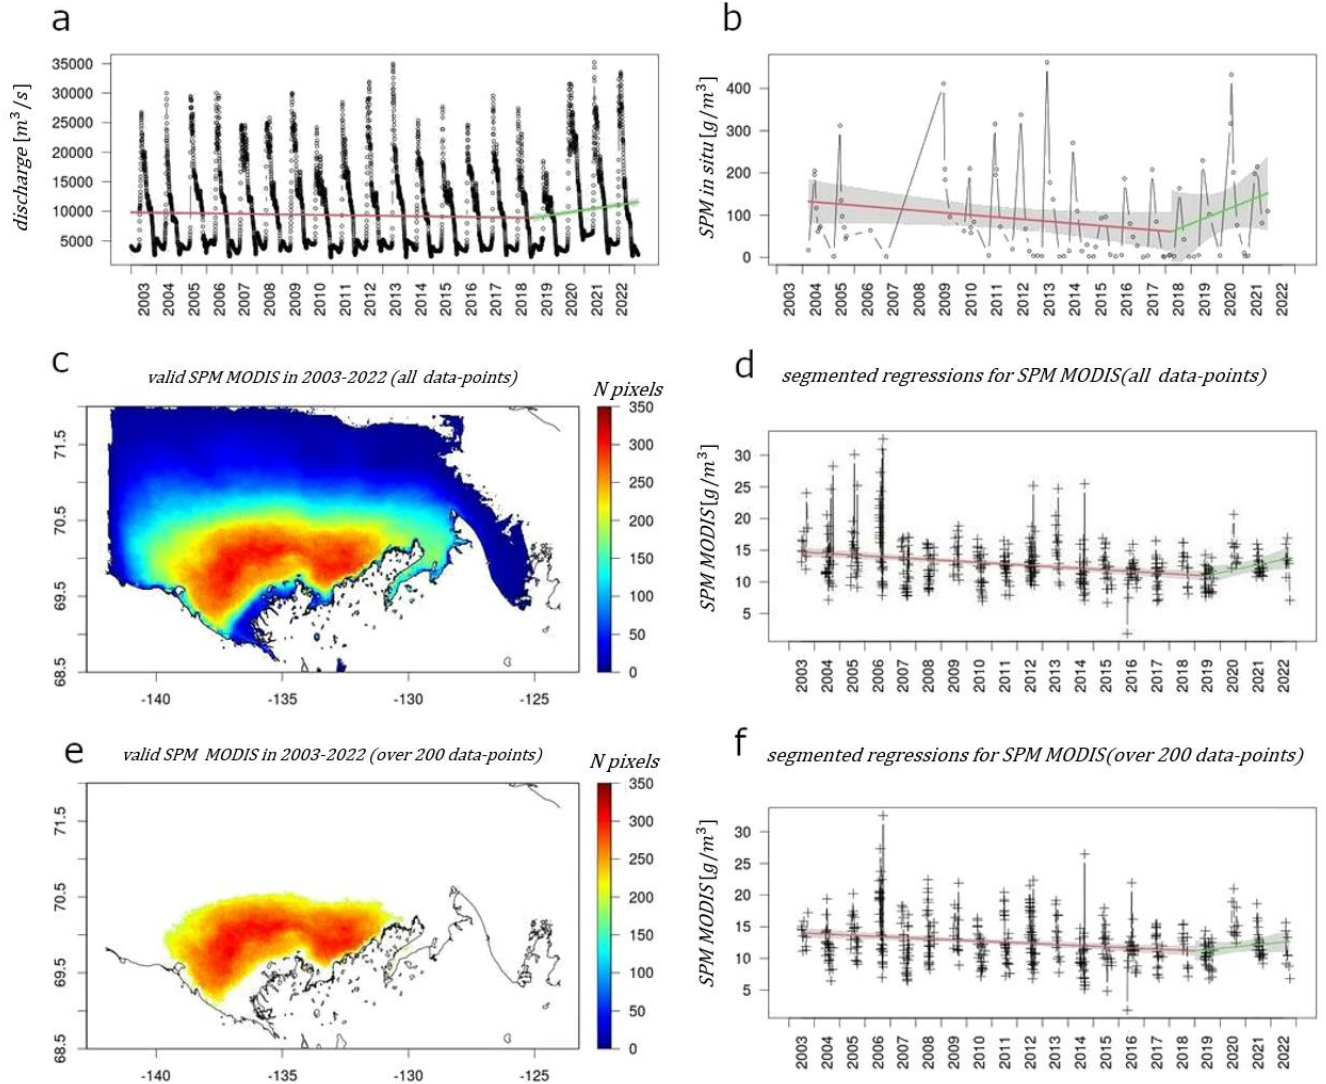 a
discharge [m³/s]
35000
30000
25000
20000
15000
10000
5000
2003 2004 2005 2006 2007 2008 2009 2010 2011 2012 2013 2014 2015 2016 2017 2018 2019 2020 2021 2022
b
SPM in situ [g/m³]
400
300
200
100
0
2003 2004 2005 2009 2010 2011 2012 2013 2014 2015 2016 2017 2018 2019 2020 2021 2022
c
valid SPM MODIS in 2003-2022 (all data-points)
N pixels
71.5
70.5
69.5
68.5
-140 -135 -130 -125
350
300
250
200
150
100
50
0
d
segmented regressions for SPM MODIS(all data-points)
SPM MODIS[g/m³]
30
25
20
15
10
5
2003 2004 2005 2006 2007 2008 2009 2010 2011 2012 2013 2014 2015 2016 2017 2018 2019 2020 2021 2022
e
valid SPM MODIS in 2003-2022 (over 200 data-points)
N pixels
71.5
70.5
69.5
68.5
-140 -135 -130 -125
350
300
250
200
150
100
50
0
f
segmented regressions for SPM MODIS(over 200 data-points)
SPM MODIS[g/m³]
30
25
20
15
10
5
2003 2004 2005 2006 2007 2008 2009 2010 2011 2012 2013 2014 2015 2016 2017 2018 2019 2020 2021 2022